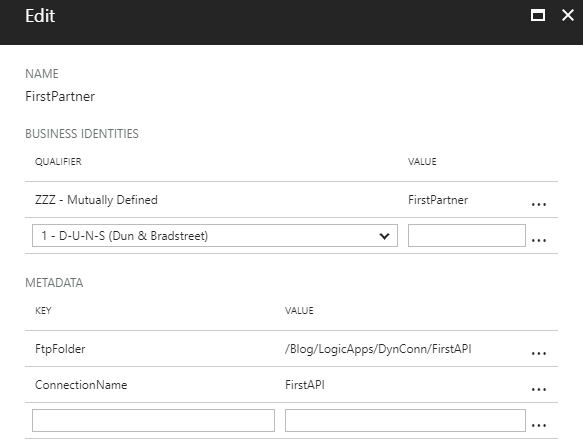 Edit
NAME
FirstPartner
BUSINESS IDENTITIES
QUALIFIER VALUE
ZZZ - Mutually Defined FirstPartner ...
1 - D-U-N-S (Dun & Bradstreet) ...
METADATA
KEY VALUE
FtpFolder /Blog/LogicApps/DynConn/FirstAPI ...
ConnectionName FirstAPI ...
...